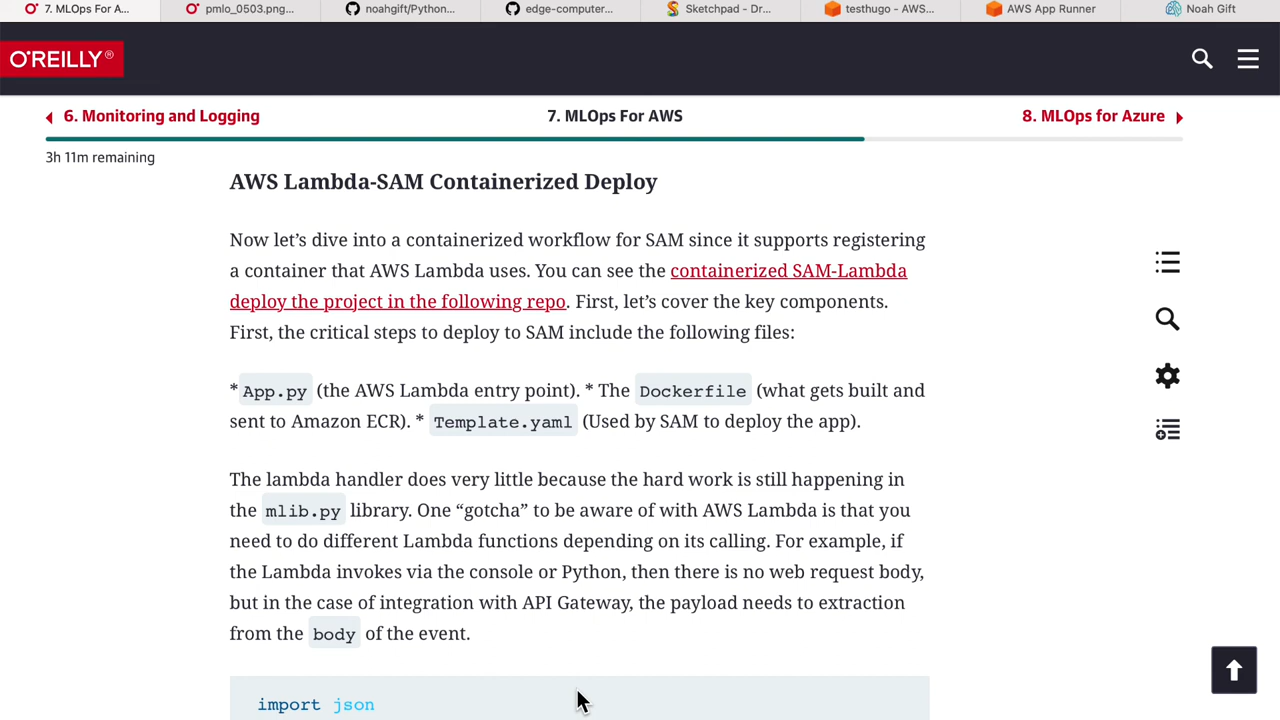 7. MLOps For A...
pmlo_0503.png...
noahgift/Python...
edge-computer...
Sketchpad - Dr...
testhugo - AWS...
AWS App Runner
Noah Gift
O'REILLY®
6. Monitoring and Logging
7. MLOps For AWS
8. MLOps for Azure
3h 11m remaining
AWS Lambda-SAM Containerized Deploy
Now let’s dive into a containerized workflow for SAM since it supports registering
a container that AWS Lambda uses. You can see the containerized SAM-Lambda
deploy the project in the following repo. First, let’s cover the key components.
First, the critical steps to deploy to SAM include the following files:
* App.py (the AWS Lambda entry point). * The Dockerfile (what gets built and
sent to Amazon ECR). * Template.yaml (Used by SAM to deploy the app).
The lambda handler does very little because the hard work is still happening in
the mlib.py library. One “gotcha” to be aware of with AWS Lambda is that you
need to do different Lambda functions depending on its calling. For example, if
the Lambda invokes via the console or Python, then there is no web request body,
but in the case of integration with API Gateway, the payload needs to extraction
from the body of the event.
import json